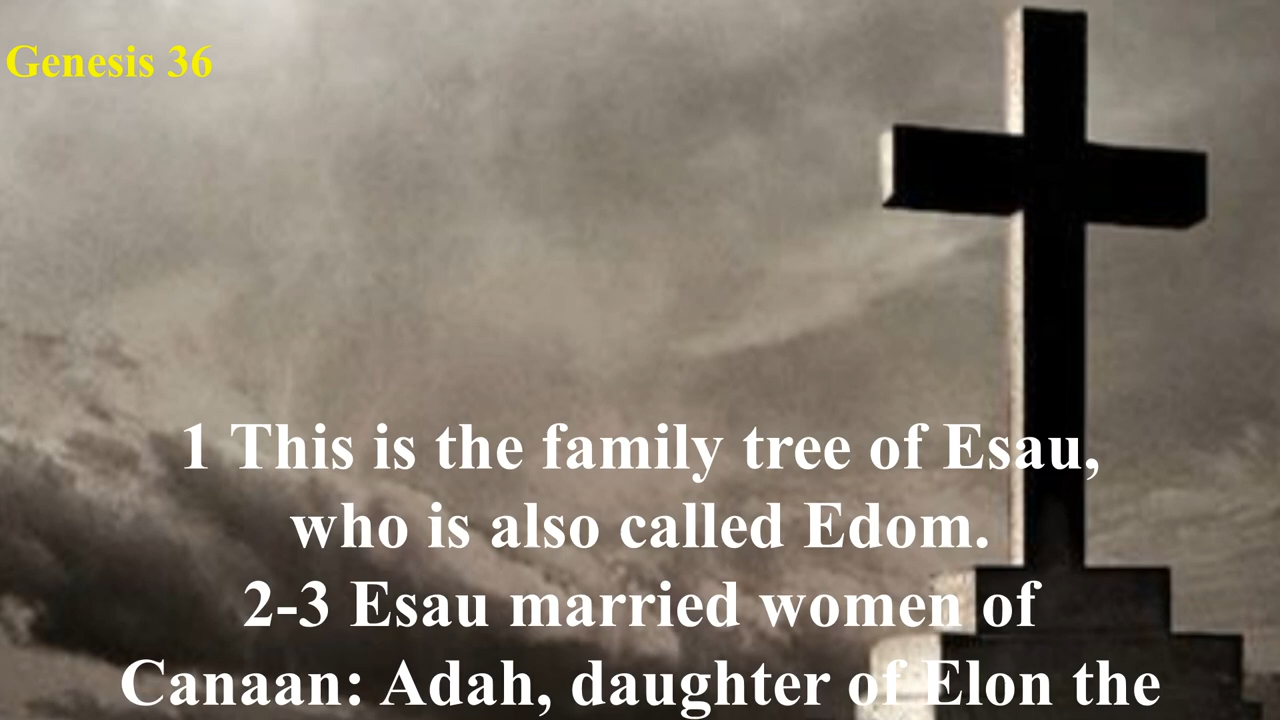 Genesis 36
1 This is the family tree of Esau,
who is also called Edom.
2-3 Esau married women of
Canaan: Adah, daughter of Elon the